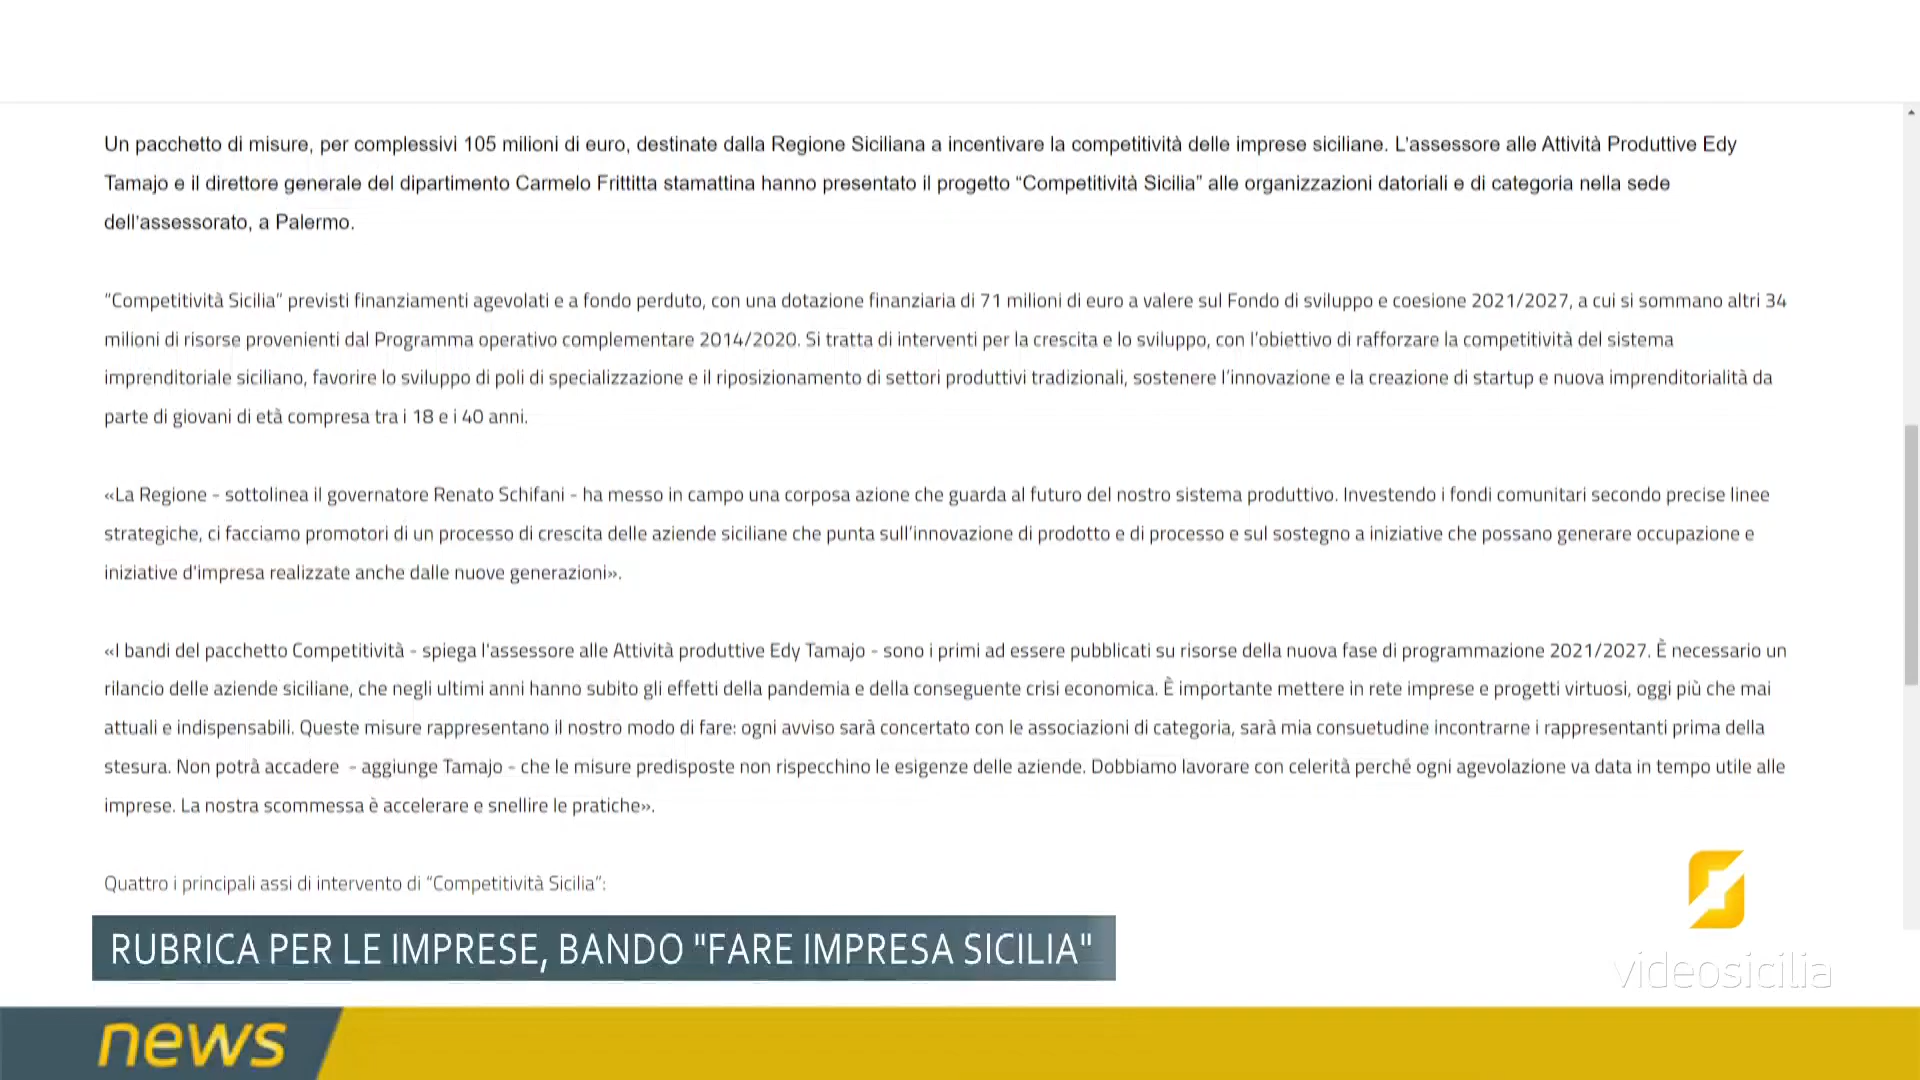 Un pacchetto di misure, per complessivi 105 milioni di euro, destinate dalla Regione Siciliana a incentivare la competitività delle imprese siciliane. L'assessore alle Attività Produttive Edy
Tamajo e il direttore generale del dipartimento Carmelo Frittitta stamattina hanno presentato il progetto “Competitività Sicilia” alle organizzazioni datoriali e di categoria nella sede
dell'assessorato, a Palermo.
“Competitività Sicilia” previsti finanziamenti agevolati e a fondo perduto, con una dotazione finanziaria di 71 milioni di euro a valere sul Fondo di sviluppo e coesione 2021/2027, a cui si sommano altri 34
milioni di risorse provenienti dal Programma operativo complementare 2014/2020. Si tratta di interventi per la crescita e lo sviluppo, con l'obiettivo di rafforzare la competitività del sistema
imprenditoriale siciliano, favorire lo sviluppo di poli di specializzazione e il riposizionamento di settori produttivi tradizionali, sostenere l'innovazione e la creazione di startup e nuova imprenditorialità da
parte di giovani di età compresa tra i 18 e i 40 anni.
«La Regione - sottolinea il governatore Renato Schifani - ha messo in campo una corposa azione che guarda al futuro del nostro sistema produttivo. Investendo i fondi comunitari secondo precise linee
strategiche, ci facciamo promotori di un processo di crescita delle aziende siciliane che punta sull'innovazione di prodotto e di processo e sul sostegno a iniziative che possano generare occupazione e
iniziative d'impresa realizzate anche dalle nuove generazioni».
«I bandi del pacchetto Competitività - spiega l'assessore alle Attività produttive Edy Tamajo - sono i primi ad essere pubblicati su risorse della nuova fase di programmazione 2021/2027. È necessario un
rilancio delle aziende siciliane, che negli ultimi anni hanno subito gli effetti della pandemia e della conseguente crisi economica. È importante mettere in rete imprese e progetti virtuosi, oggi più che mai
attuali e indispensabili. Queste misure rappresentano il nostro modo di fare: ogni avviso sarà concertato con le associazioni di categoria, sarà mia consuetudine incontrarne i rappresentanti prima della
stesura. Non potrà accadere - aggiunge Tamajo - che le misure predisposte non rispecchino le esigenze delle aziende. Dobbiamo lavorare con celerità perché ogni agevolazione va data in tempo utile alle
imprese. La nostra scommessa è accelerare e snellire le pratiche».
Quattro i principali assi di intervento di “Competitività Sicilia”:
RUBRICA PER LE IMPRESE, BANDO "FARE IMPRESA SICILIA"
videosicilia
news